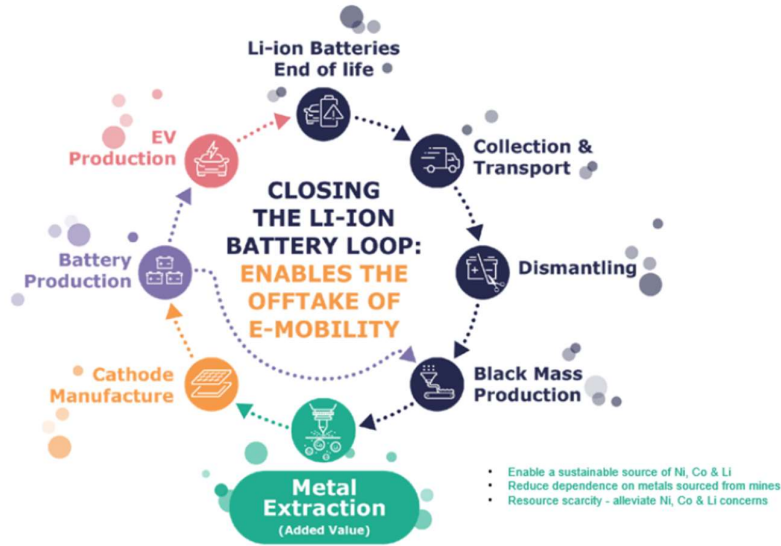 Li-ion Batteries
End of life
EV
Production
Collection &
Transport
CLOSING
THE LI-ION
BATTERY LOOP:
ENABLES THE
OFFTAKE OF
E-MOBILITY
Battery
Production
Dismantling
Cathode
Manufacture
Black Mass
Production
Metal
Extraction
(Added Value)
• Enable a sustainable source of Ni, Co & Li
• Reduce dependence on metals sourced from mines
• Resource scarcity - alleviate Ni, Co & Li concerns